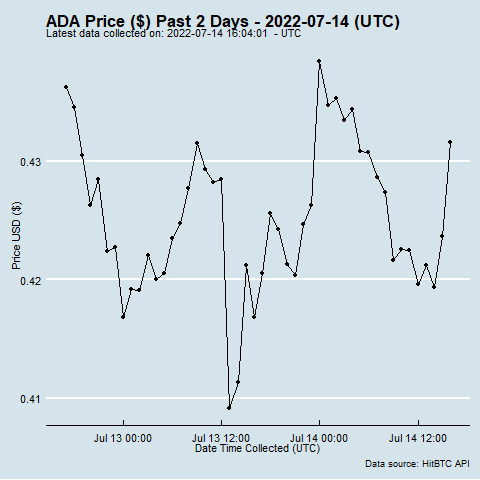 ADA Price ($) Past 2 Days - 2022-07-14 (UTC)
Latest data collected on: 2022-07-14 16:04:01 - UTC
0.43
0.42
0.41
Price USD ($)
Jul 13 00:00 Jul 13 12:00 Jul 14 00:00 Jul 14 12:00
Date Time Collected (UTC)
Data source: HitBTC API